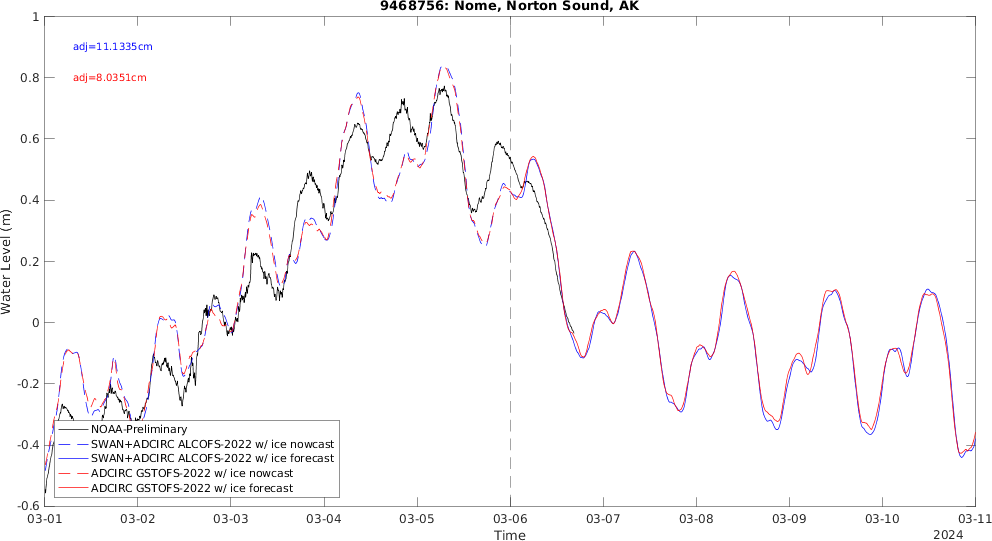 9468756: Nome, Norton Sound, AK
adj=11.1335cm
adj=8.0351cm
Water Level (m)
1
0.8
0.6
0.4
0.2
0
-0.2
-0.4
-0.6
NOAA-Preliminary
SWAN+ADCIRC ALCOFS-2022 w/ ice nowcast
SWAN+ADCIRC ALCOFS-2022 w/ ice forecast
ADCIRC GSTOFS-2022 w/ ice nowcast
ADCIRC GSTOFS-2022 w/ ice forecast
03-01 03-02 03-03 03-04 03-05 03-06 03-07 03-08 03-09 03-10 03-11
Time
2024